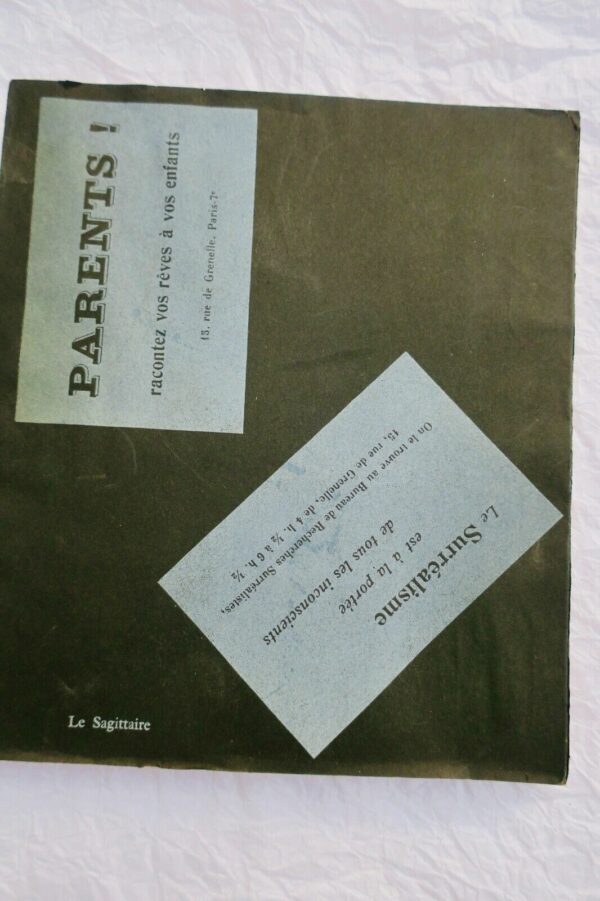 PARENTS !
racontez vos rêves à vos enfants
15, rue de Grenelle, Paris-7e
Le Surréalisme
est à la portée
de tous les inconscients
On le trouve au Bureau de Recherches Surréalistes,
15, rue de Grenelle, de 4 h. ½ à 6 h. ½
Le Sagittaire